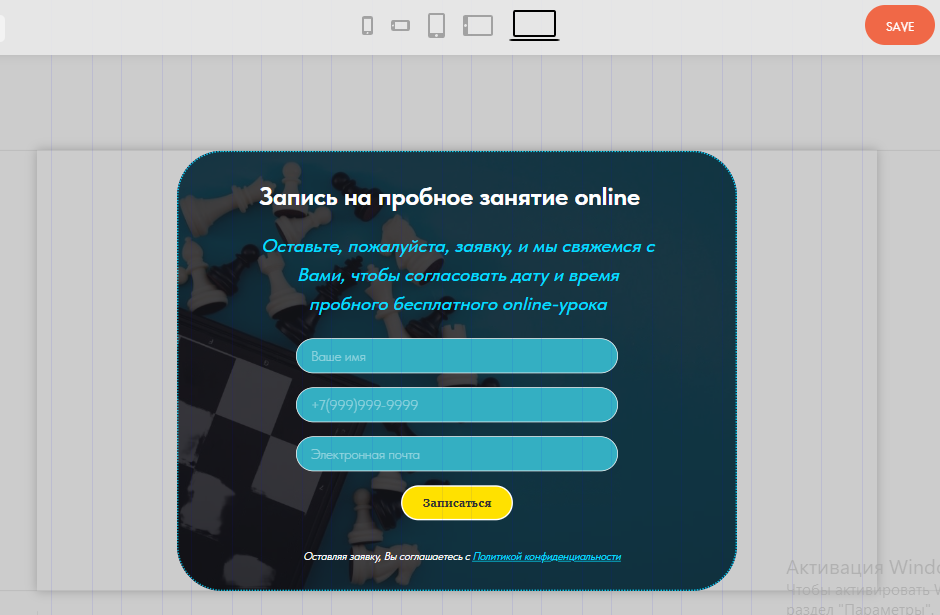 SAVE
Запись на пробное занятие online
Оставьте, пожалуйста, заявку, и мы свяжемся с
Вами, чтобы согласовать дату и время
пробного бесплатного online-урока
Ваше имя
+7(999)999-9999
Электронная почта
Записаться
Оставляя заявку, Вы соглашаетесь с Политикой конфиденциальности
Активация Windo
Чтобы активировать V
раздел "Параметры".